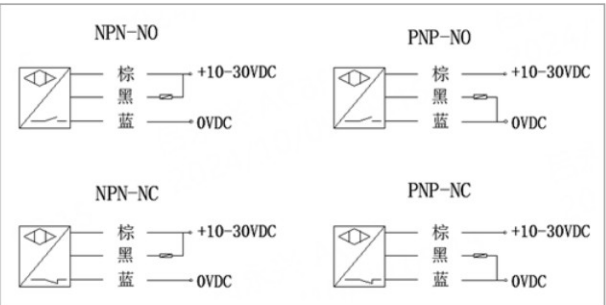 NPN-NO
棕 +10-30VDC
黑
蓝 0VDC
PNP-NO
棕 +10-30VDC
黑
蓝 0VDC
NPN-NC
棕 +10-30VDC
黑
蓝 0VDC
PNP-NC
棕 +10-30VDC
黑
蓝 0VDC